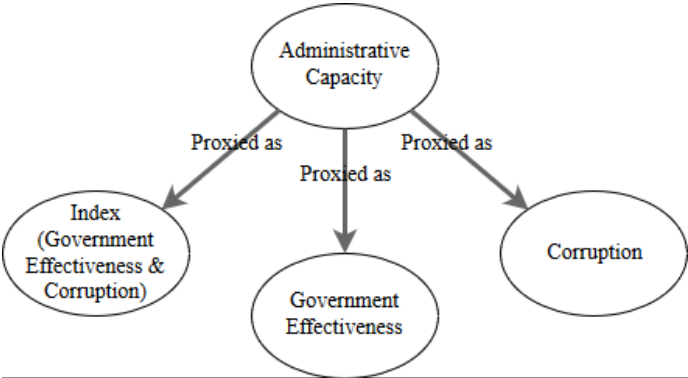 Administrative
Capacity
Proxied as
Proxied as
Proxied as
Index
(Government
Effectiveness &
Corruption)
Government
Effectiveness
Corruption